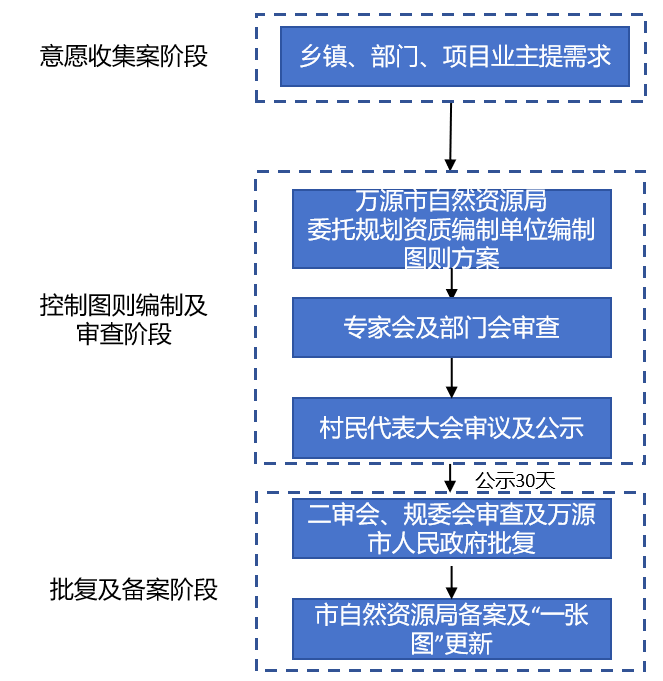 意愿收集案阶段
乡镇、部门、项目业主提需求
万源市自然资源局
委托规划资质编制单位编制
图则方案
控制图则编制及
审查阶段
专家会及部门会审查
村民代表大会审议及公示
公示30天
二审会、规委会审查及万源
市人民政府批复
批复及备案阶段
市自然资源局备案及“一张
图”更新